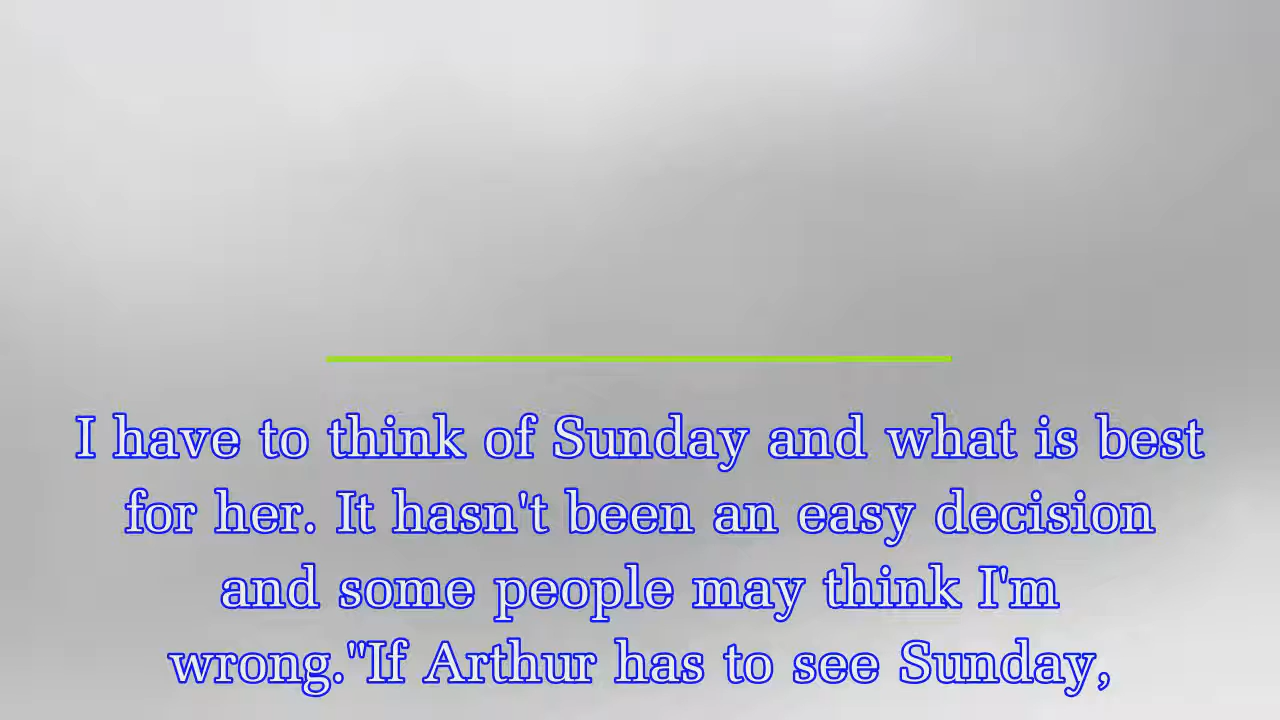 I have to think of Sunday and what is best
for her. It hasn't been an easy decision
and some people may think I'm
wrong."If Arthur has to see Sunday,